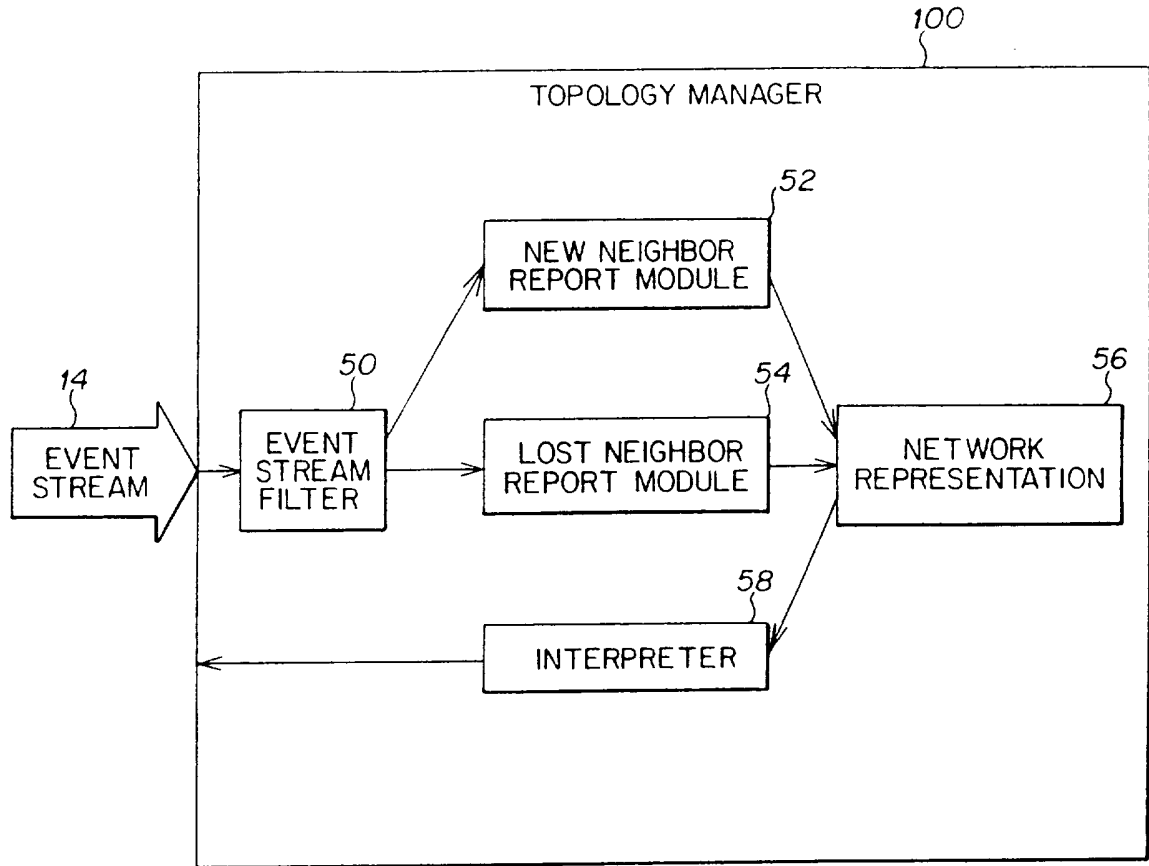 100
TOPOLOGY MANAGER
52
NEW NEIGHBOR
REPORT MODULE
14
EVENT
STREAM
50
EVENT
STREAM
FILTER
54
LOST NEIGHBOR
REPORT MODULE
56
NETWORK
REPRESENTATION
58
INTERPRETER